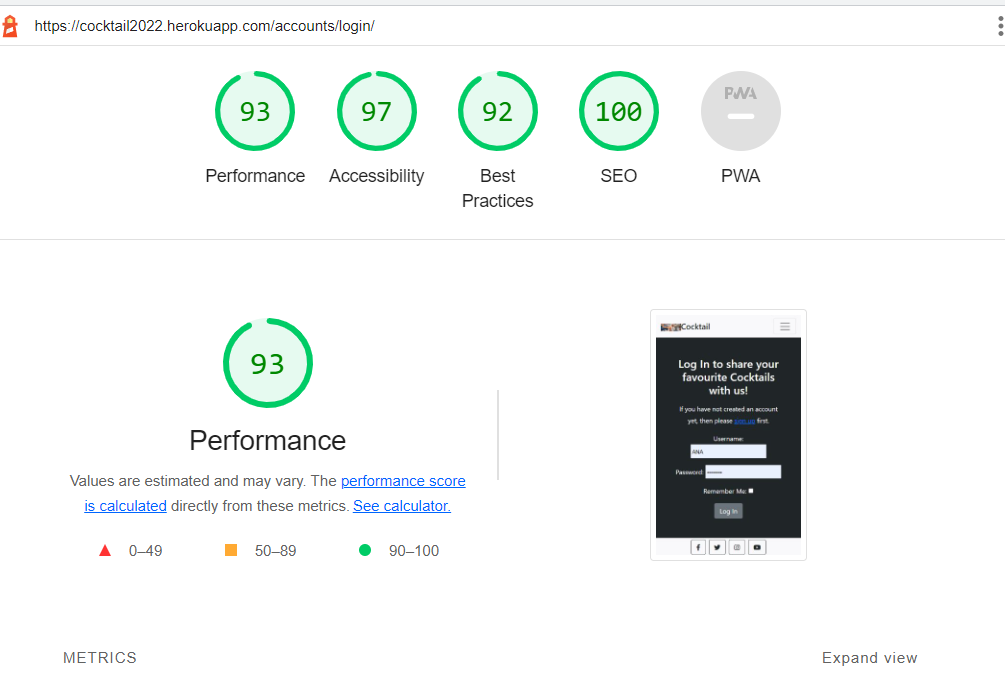 https://cocktail2022.herokuapp.com/accounts/login/
93
97
92
100
PWA
Performance
Accessibility
Best
Practices
SEO
PWA
93
Performance
Values are estimated and may vary. The performance score
is calculated directly from these metrics. See calculator.
0–49
50–89
90–100
Cocktail
Log In to share your
favourite Cocktails
with us!
If you have not created an account
yet, then please sign up first.
Username:
ANA
Password:
Remember Me:
Log In
METRICS
Expand view